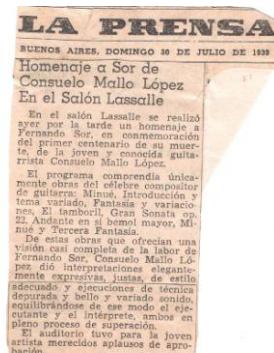 LA PRENSA
BUENOS AIRES, DOMINGO 30 DE JULIO DE 1939
Homenaje a Sor de
Consuelo Mallo López
En el Salón Lassalle
En el salón Lassalle se realizó
ayer por la tarde un homenaje a
Fernando Sor, en conmemoración
del primer centenario de su muer-
te, de la joven y conocida guita-
rrista Consuelo Mallo López.
El programa comprendía única-
mente obras del célebre compositor
de guitarra: Minué, Introducción y
tema variado, Fantasía y variacio-
nes, El tamboril, Gran Sonata op.
22, Andante en si bemol mayor, Mi-
nué y Tercera Fantasía.
De estas obras que ofrecían una
visión casi completa de la labor de
Fernando Sor, Consuelo Mallo Ló-
pez dió interpretaciones elegante-
mente expresivas, justas, de estilo
adecuado y ejecuciones de técnica
depurada y bello y variado sonido,
equilibrándose de ese modo el eje-
cutante y el intérprete, ambos en
pleno proceso de superación.
El auditorio tuvo para la joven
artista merecidos aplausos de apro-
bación.